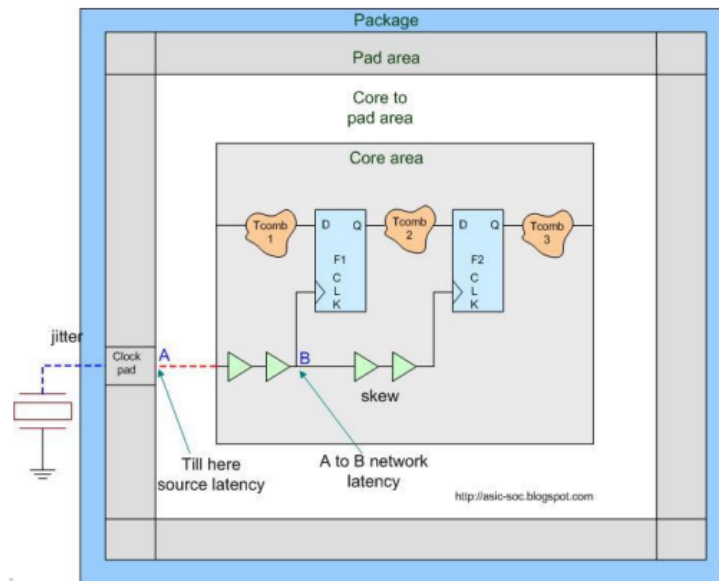 Package
Pad area
Core to
pad area
Core area
Tcomb
1
D Q
F1
C
L
K
Tcomb
2
D Q
F2
C
L
K
Tcomb
3
jitter
Clock
pad
A
B
skew
Till here
source latency
A to B network
latency
http://asic-soc.blogspot.com